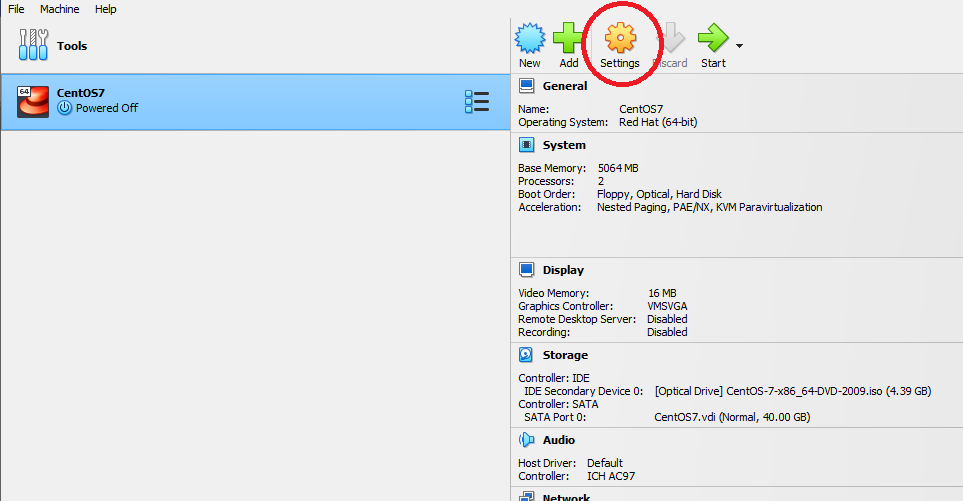 File Machine Help
Tools
New Add Settings Discard Start
64
CentOS7
Powered Off
General
Name: CentOS7
Operating System: Red Hat (64-bit)
System
Base Memory: 5064 MB
Processors: 2
Boot Order: Floppy, Optical, Hard Disk
Acceleration: Nested Paging, PAE/NX, KVM Paravirtualization
Display
Video Memory: 16 MB
Graphics Controller: VMSVGA
Remote Desktop Server: Disabled
Recording: Disabled
Storage
Controller: IDE
IDE Secondary Device 0: [Optical Drive] CentOS-7-x86_64-DVD-2009.iso (4.39 GB)
Controller: SATA
SATA Port 0: CentOS7.vdi (Normal, 40.00 GB)
Audio
Host Driver: Default
Controller: ICH AC97
Network